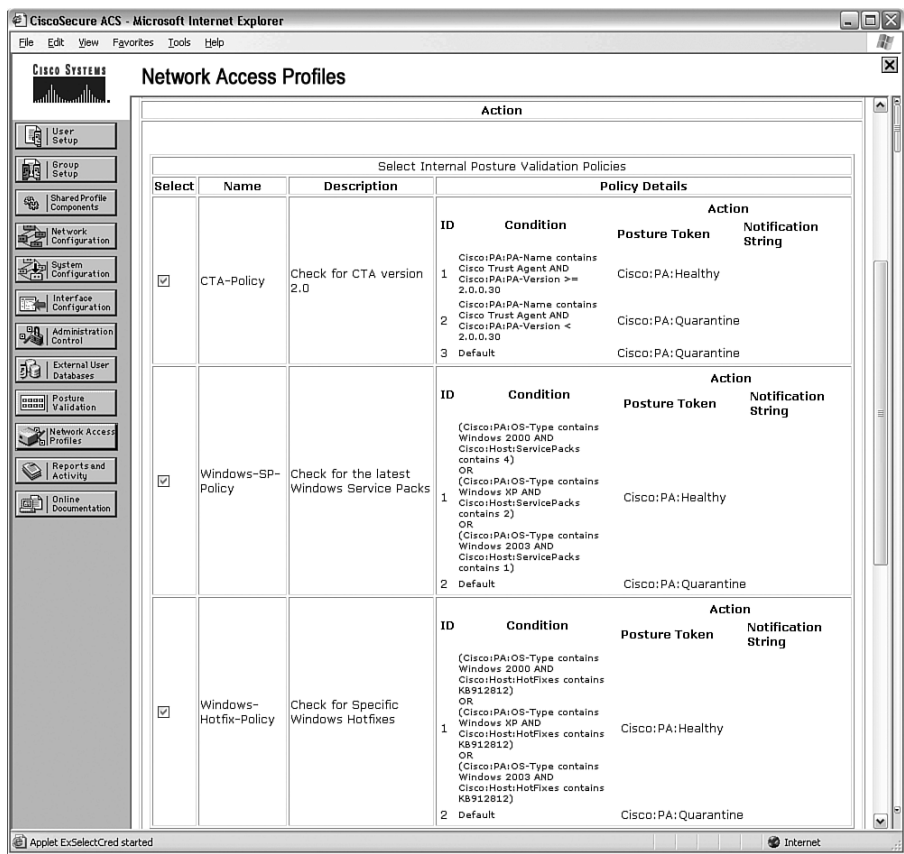 CiscoSecure ACS - Microsoft Internet Explorer
File Edit View Favorites Tools Help
CISCO SYSTEMS
Network Access Profiles
User
Setup
Group
Setup
Shared Profile
Components
Network
Configuration
System
Configuration
Interface
Configuration
Administration
Control
External User
Databases
Posture
Validation
Network Access
Profiles
Reports and
Activity
Online
Documentation
Action
Select Internal Posture Validation Policies
Select Name Description Policy Details
CTA-Policy
Check for CTA version
2.0
Action
ID Condition Posture Token Notification
String
1
Cisco:PA:PA-Name contains
Cisco Trust Agent AND
Cisco:PA:PA-Version >=
2.0.0.30
Cisco:PA:Healthy
2
Cisco:PA:PA-Name contains
Cisco Trust Agent AND
Cisco:PA:PA-Version <
2.0.0.30
Cisco:PA:Quarantine
3 Default Cisco:PA:Quarantine
Windows-SP-
Policy
Check for the latest
Windows Service Packs
Action
ID Condition Posture Token Notification
String
1
(Cisco:PA:OS-Type contains
Windows 2000 AND
Cisco:Host:ServicePacks
contains 4)
OR
(Cisco:PA:OS-Type contains
Windows XP AND
Cisco:Host:ServicePacks
contains 2)
OR
(Cisco:PA:OS-Type contains
Windows 2003 AND
Cisco:Host:ServicePacks
contains 1)
Cisco:PA:Healthy
2 Default Cisco:PA:Quarantine
Windows-
Hotfix-Policy
Check for Specific
Windows Hotfixes
Action
ID Condition Posture Token Notification
String
1
(Cisco:PA:OS-Type contains
Windows 2000 AND
Cisco:Host:HotFixes contains
KB912812)
OR
(Cisco:PA:OS-Type contains
Windows XP AND
Cisco:Host:HotFixes contains
KB912812)
OR
(Cisco:PA:OS-Type contains
Windows 2003 AND
Cisco:Host:HotFixes contains
KB912812)
Cisco:PA:Healthy
2 Default Cisco:PA:Quarantine
Applet ExSelectCred started
Internet